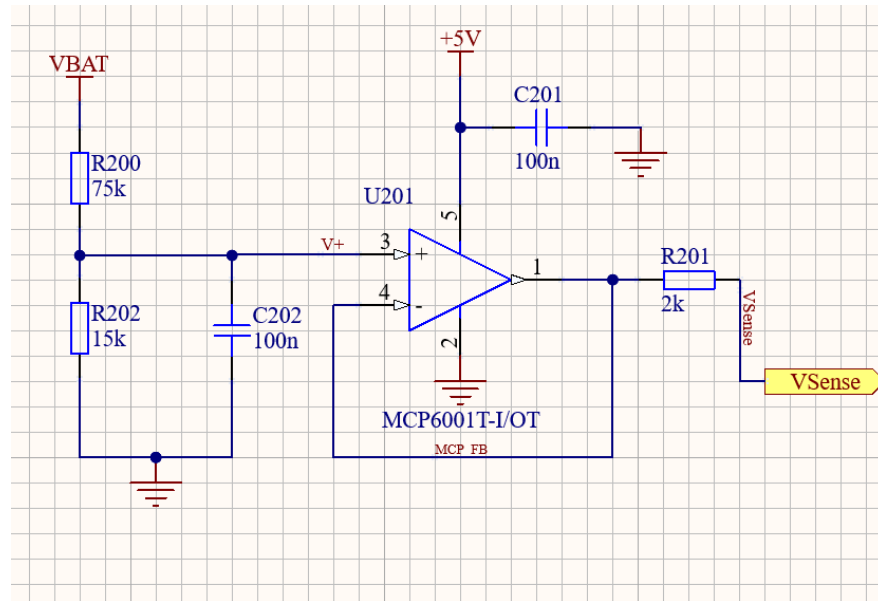 +5V
VBAT
C201
100n
R200
75k
U201
5
V+
3
+
1
R201
2k
4
-
R202
15k
C202
100n
2
VSense
VSense
MCP6001T-I/OT
MCP_FB